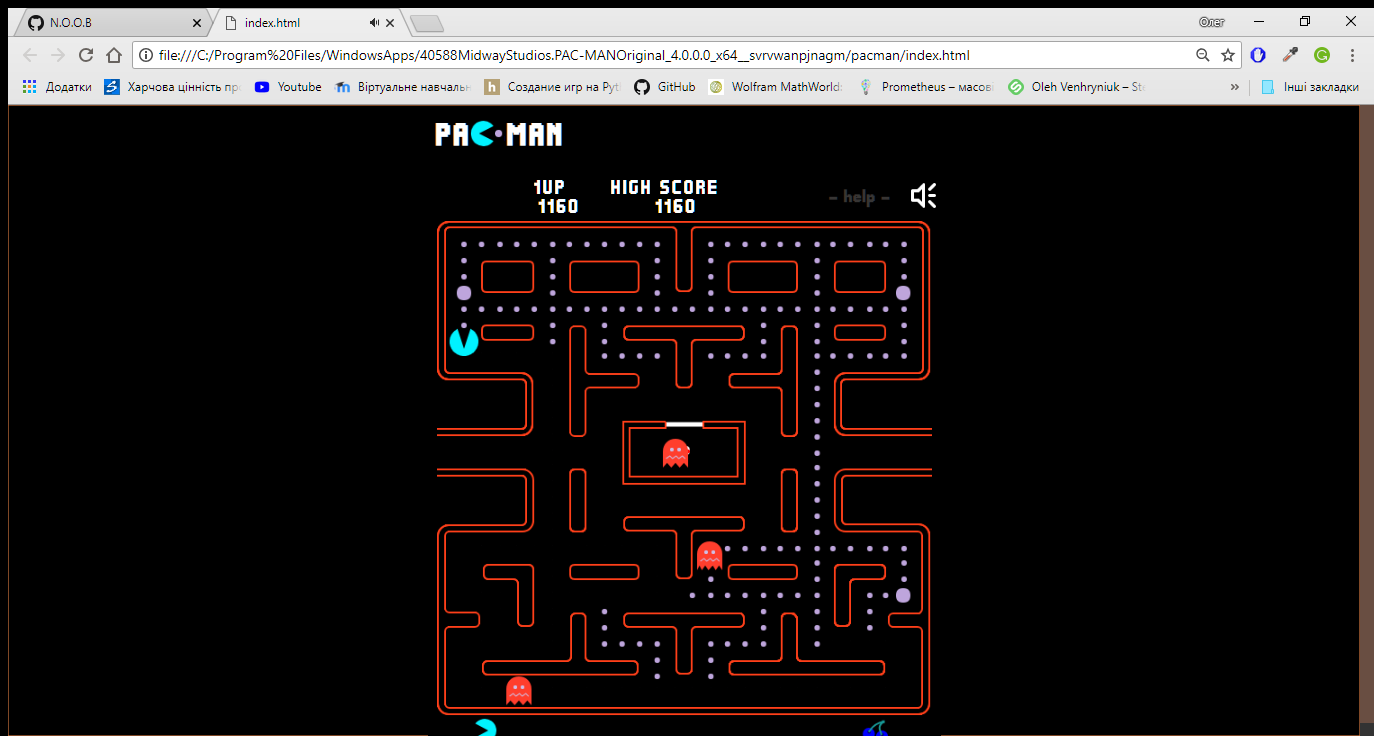 N.O.O.B
index.html
Олег
file:///C:/Program%20Files/WindowsApps/40588MidwayStudios.PAC-MANOriginal_4.0.0.0_x64__svrvwanpjnagm/pacman/index.html
Додатки
Харчова цінність пр
YouTube
Віртуальне навчаль
Создание игр на Pyt
GitHub
Wolfram MathWorld:
Prometheus – масові
Oleh Venhryniuk – St
»
Інші закладки
PAC-MAN
1UP
HIGH SCORE
1160
1160
– help –